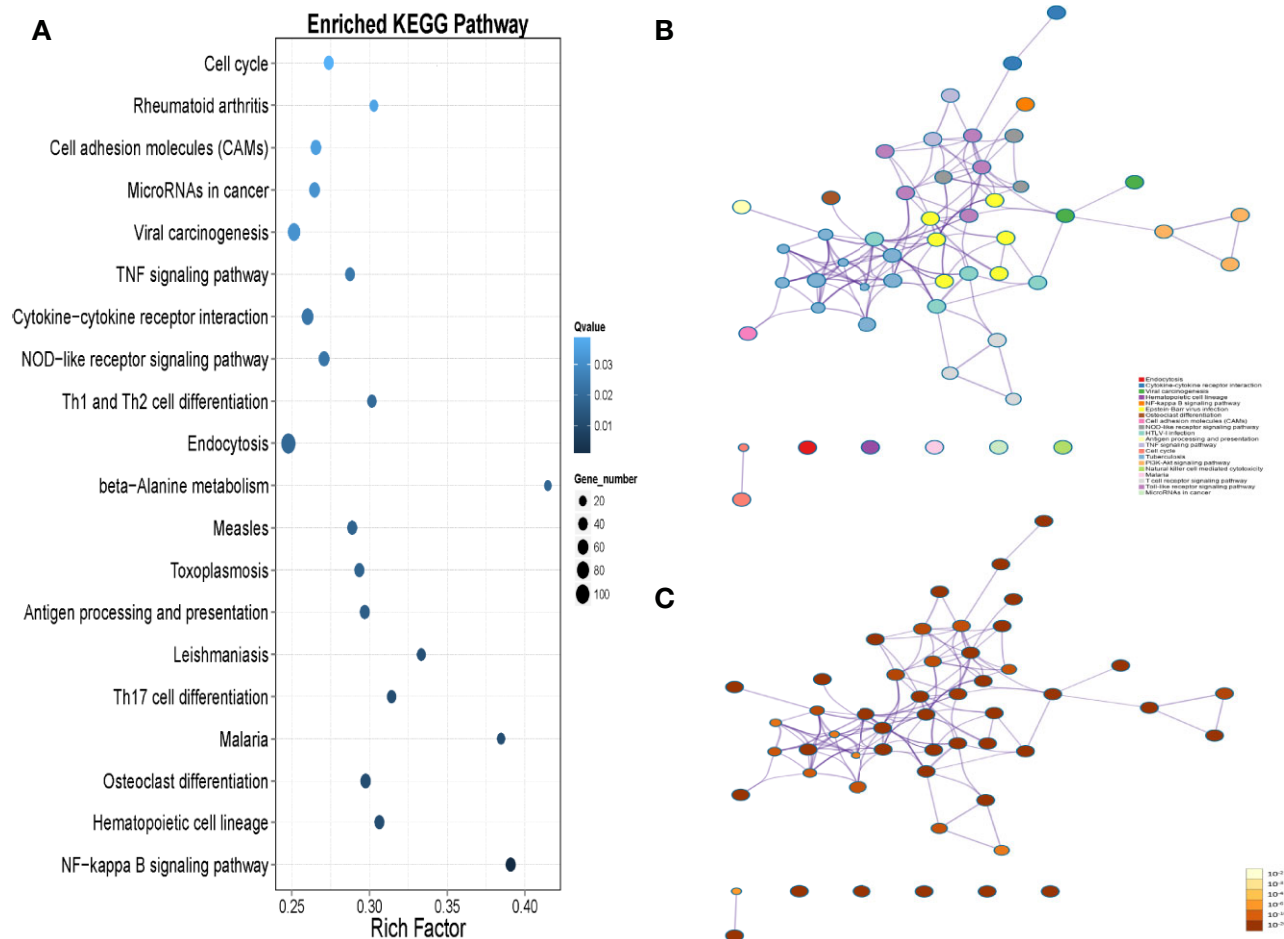 A
Enriched KEGG Pathway
Cell cycle
Rheumatoid arthritis
Cell adhesion molecules (CAMs)
MicroRNAs in cancer
Viral carcinogenesis
TNF signaling pathway
Cytokine−cytokine receptor interaction
NOD−like receptor signaling pathway
Th1 and Th2 cell differentiation
Endocytosis
beta−Alanine metabolism
Measles
Toxoplasmosis
Antigen processing and presentation
Leishmaniasis
Th17 cell differentiation
Malaria
Osteoclast differentiation
Hematopoietic cell lineage
NF−kappa B signaling pathway
0.25 0.30 0.35 0.40
Rich Factor
Qvalue
0.03
0.02
0.01
Gene_number
20
40
60
80
100
B
Endocytosis
Cytokine-cytokine receptor interaction
Viral carcinogenesis
Hematopoietic cell lineage
NF-kappa B signaling pathway
Epstein-Barr virus infection
Osteoclast differentiation
Cell adhesion molecules (CAMs)
NOD-like receptor signaling pathway
HTLV-I infection
Antigen processing and presentation
TNF signaling pathway
Cell cycle
Tuberculosis
PI3K-Akt signaling pathway
Natural killer cell mediated cytotoxicity
Malaria
T cell receptor signaling pathway
Toll-like receptor signaling pathway
MicroRNAs in cancer
C
10-2
10-3
10-4